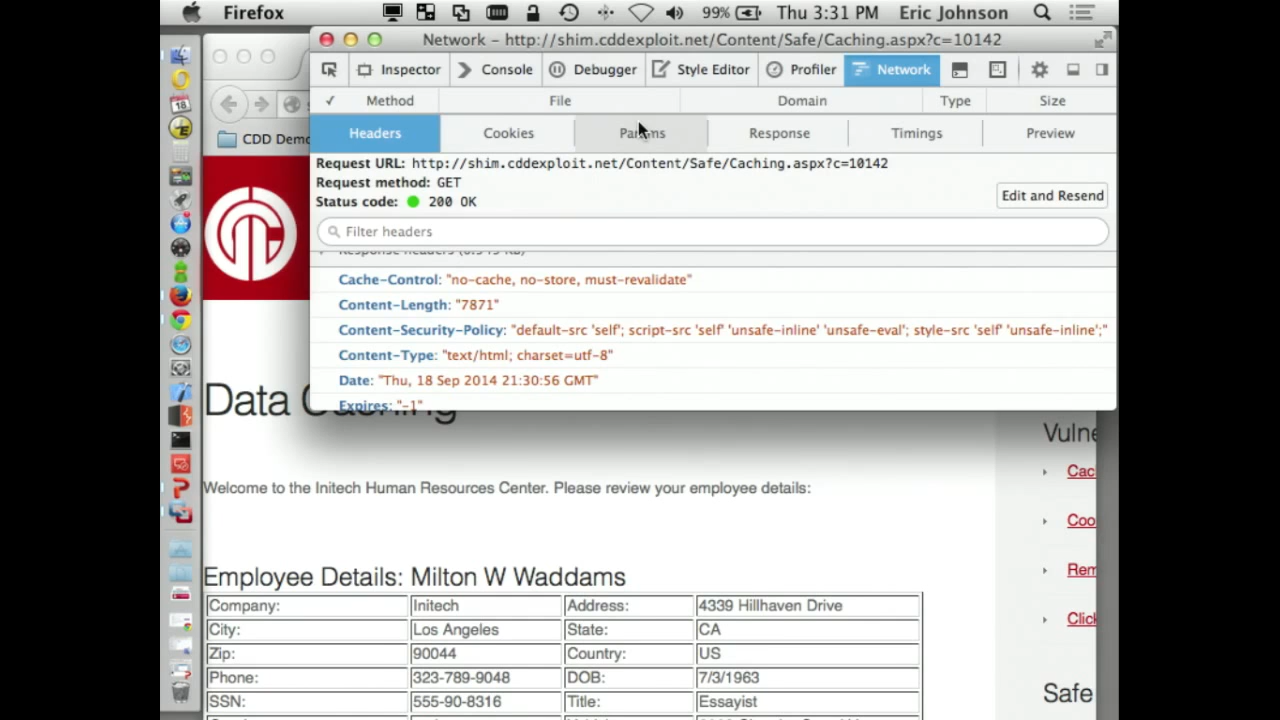 Firefox 99% Thu 3:31 PM Eric Johnson
Network - http://shim.cddexploit.net/Content/Safe/Caching.aspx?c=10142
Inspector Console Debugger Style Editor Profiler Network
✓ Method File Domain Type Size
Headers Cookies Params Response Timings Preview
Request URL: http://shim.cddexploit.net/Content/Safe/Caching.aspx?c=10142
Request method: GET
Status code: 200 OK
Edit and Resend
Filter headers
Cache-Control: "no-cache, no-store, must-revalidate"
Content-Length: "7871"
Content-Security-Policy: "default-src 'self'; script-src 'self' 'unsafe-inline' 'unsafe-eval'; style-src 'self' 'unsafe-inline';"
Content-Type: "text/html; charset=utf-8"
Date: "Thu, 18 Sep 2014 21:30:56 GMT"
Expires: "-1"
CDD Demo
Data Caching
Welcome to the Initech Human Resources Center. Please review your employee details:
Employee Details: Milton W Waddams
Company: Initech Address: 4339 Hillhaven Drive
City: Los Angeles State: CA
Zip: 90044 Country: US
Phone: 323-789-9048 DOB: 7/3/1963
SSN: 555-90-8316 Title: Essayist
Vulne
Cac
Coo
Rem
Click
Safe